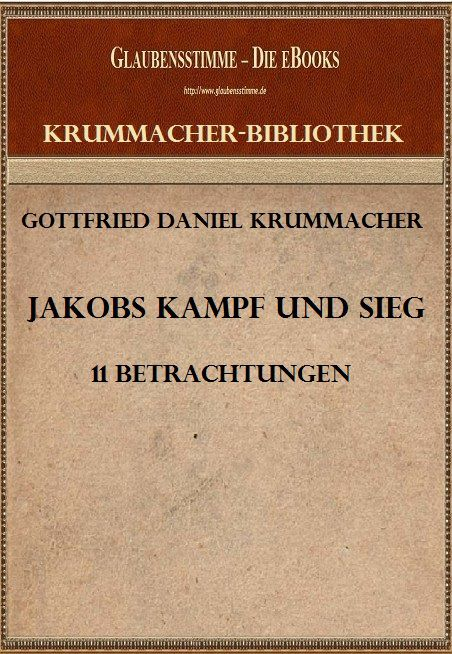 Glaubensstimme – Die eBooks
http://www.glaubensstimme.de
Krummacher-Bibliothek
Gottfried Daniel Krummacher
Jakobs Kampf und Sieg
11 Betrachtungen